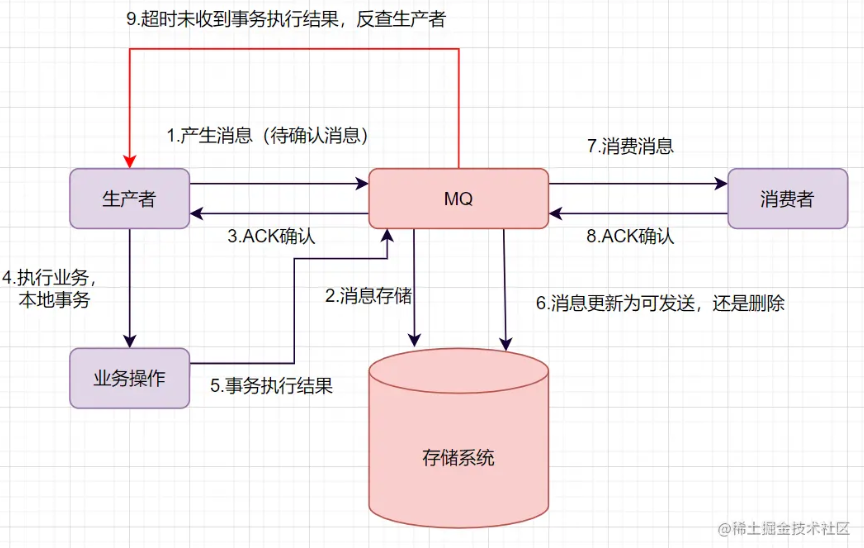 9.超时未收到事务执行结果，反查生产者
1.产生消息（待确认消息）
7.消费消息
生产者
MQ
消费者
3.ACK确认
8.ACK确认
4.执行业务，
本地事务
2.消息存储
6.消息更新为可发送，还是删除
业务操作
5.事务执行结果
存储系统
@稀土掘金技术社区